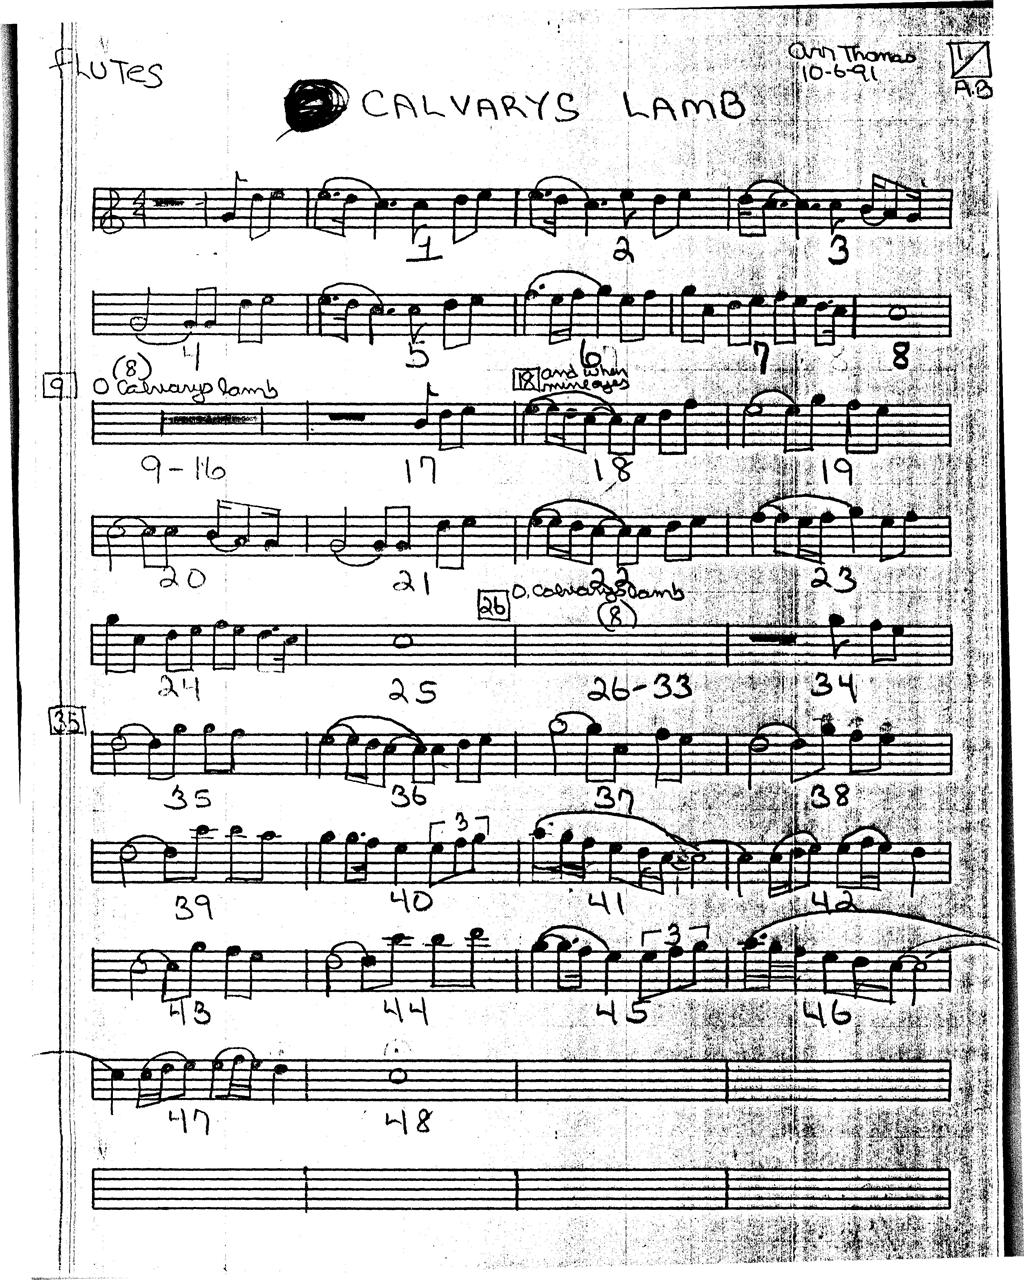 FLUTES
Ann Thomas
10-6-91
1
A.B
CALVARYS LAMB
4
4
1 2 3
4 5 6 7 8 8
9 (8) O Calvarys lamb 18 and when mine eyes
9-16 17 18 19
20 21 22 23
26 O, Calvarys lamb (8)
24 25 26-33 34
35
35 36 37 38
3
39 40 41 42
3
43 44 45 46
47 48